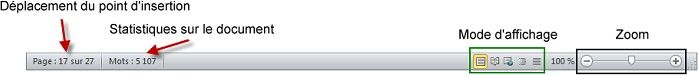 Déplacement du point d'insertion
Statistiques sur le document
Mode d'affichage
Zoom
Page : 17 sur 27
Mots : 5 107
100 %